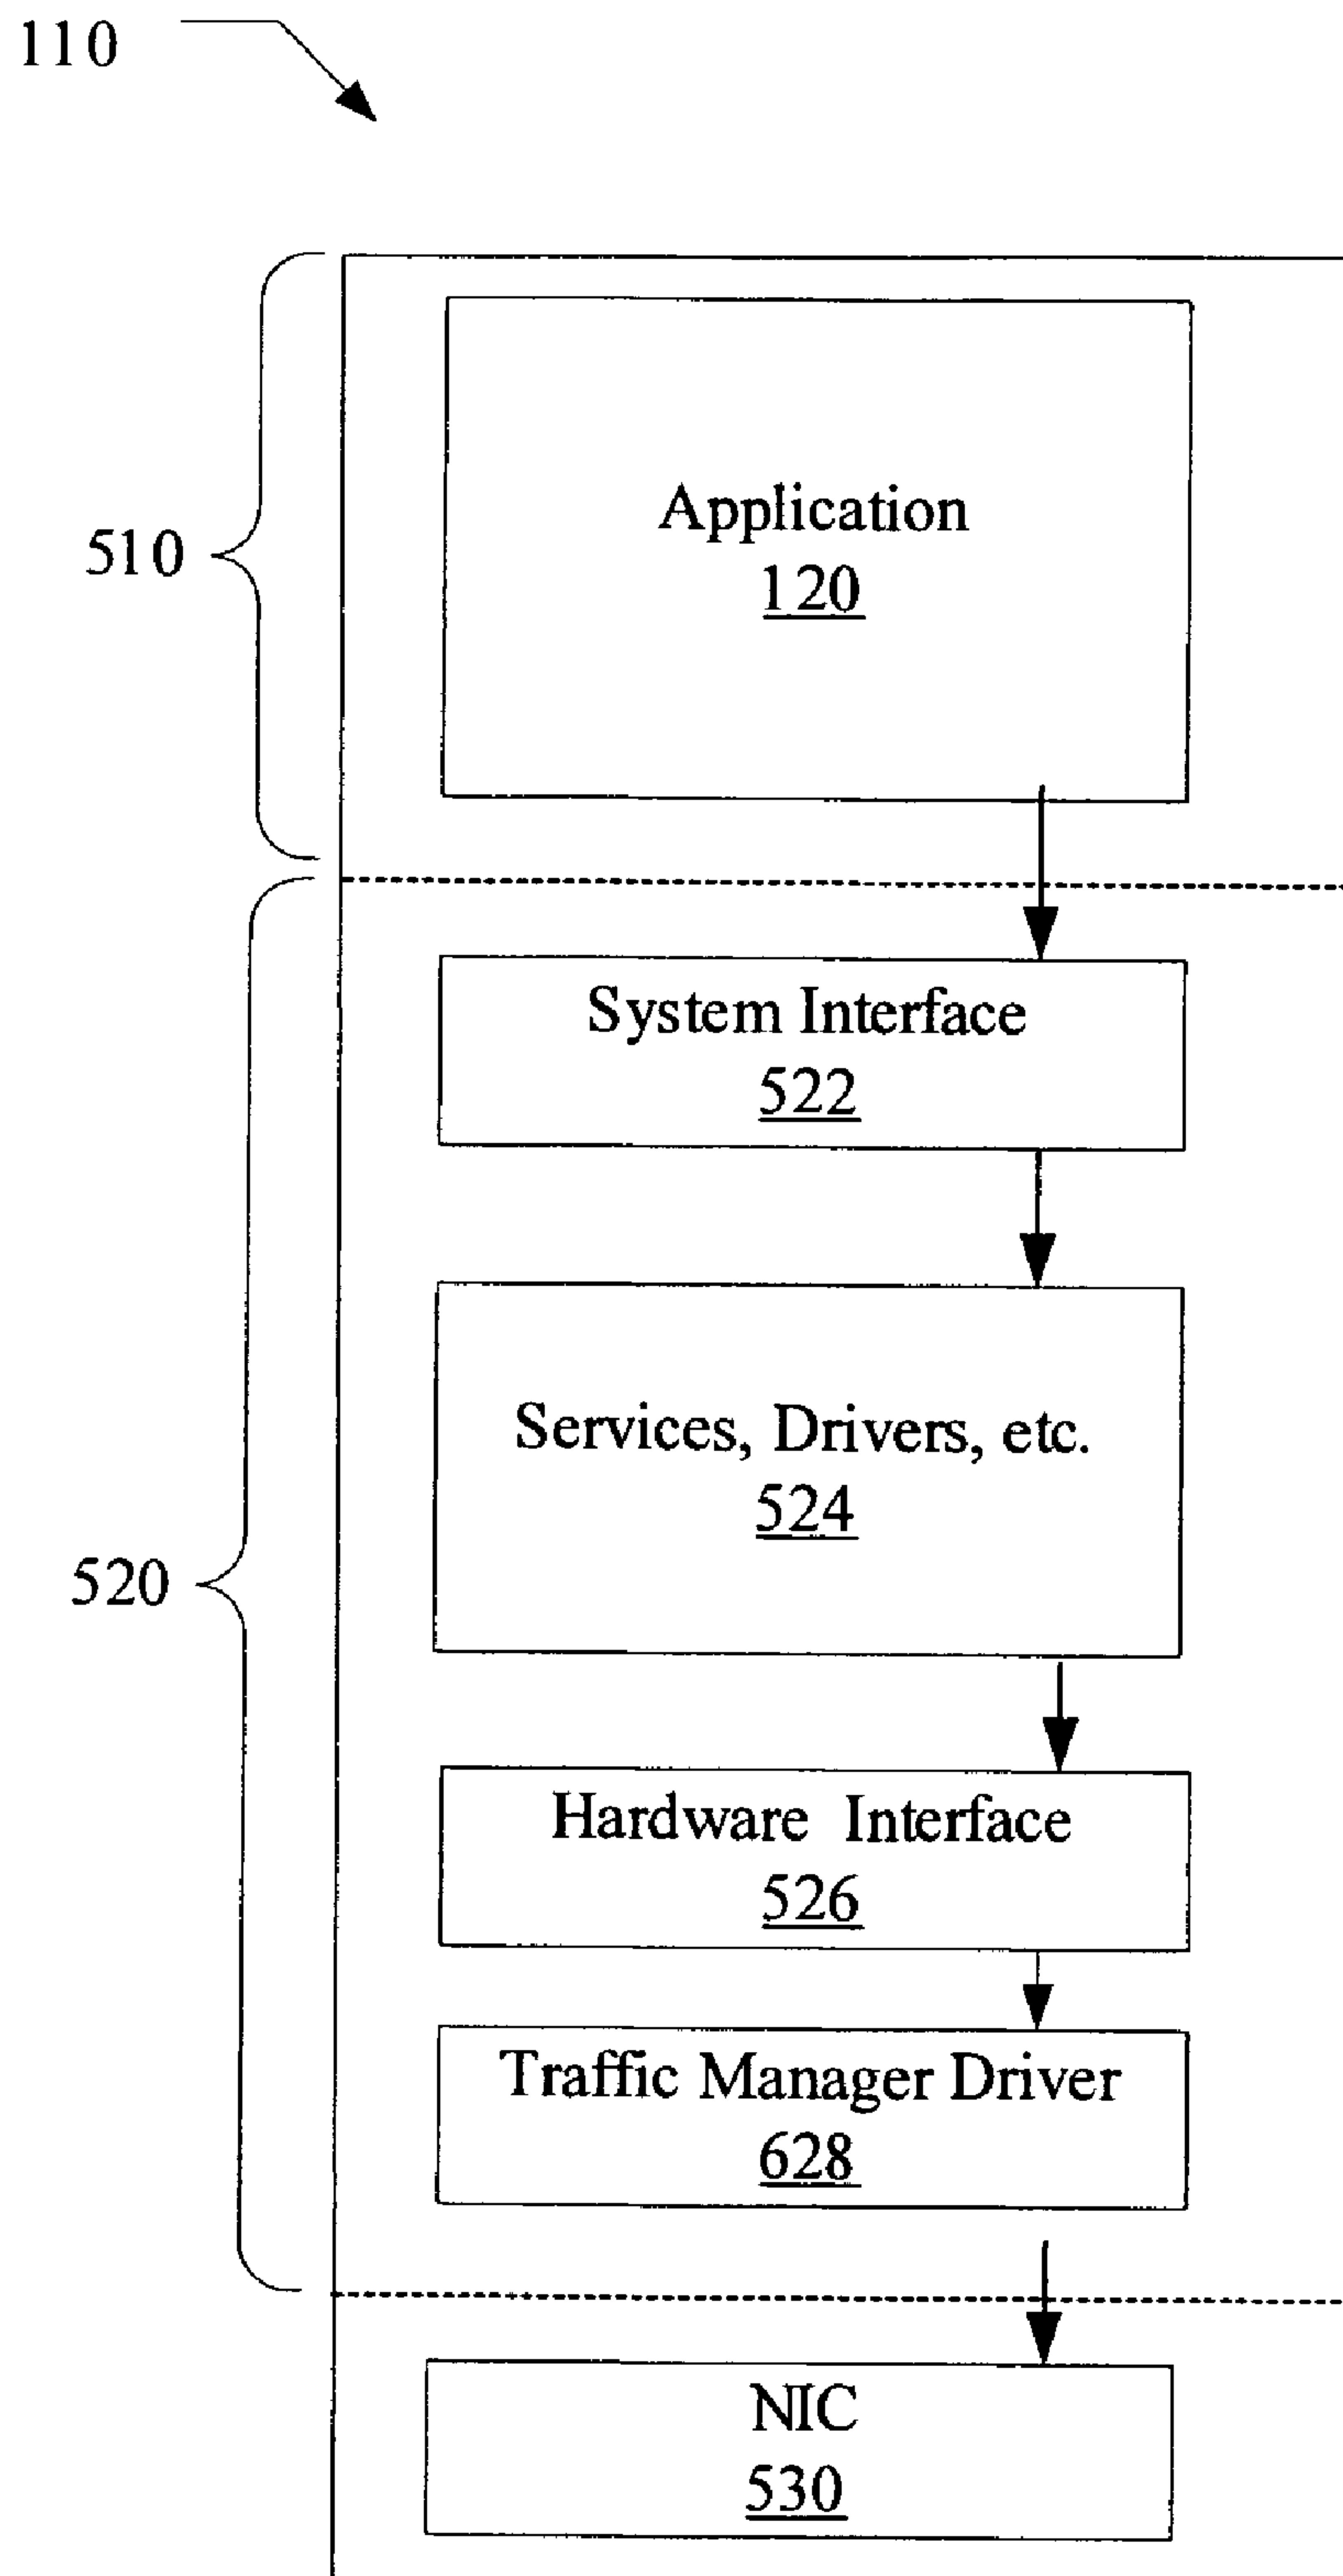 110
510
Application
120
System Interface
522
Services, Drivers, etc.
524
520
Hardware Interface
526
Traffic Manager Driver
628
NIC
530